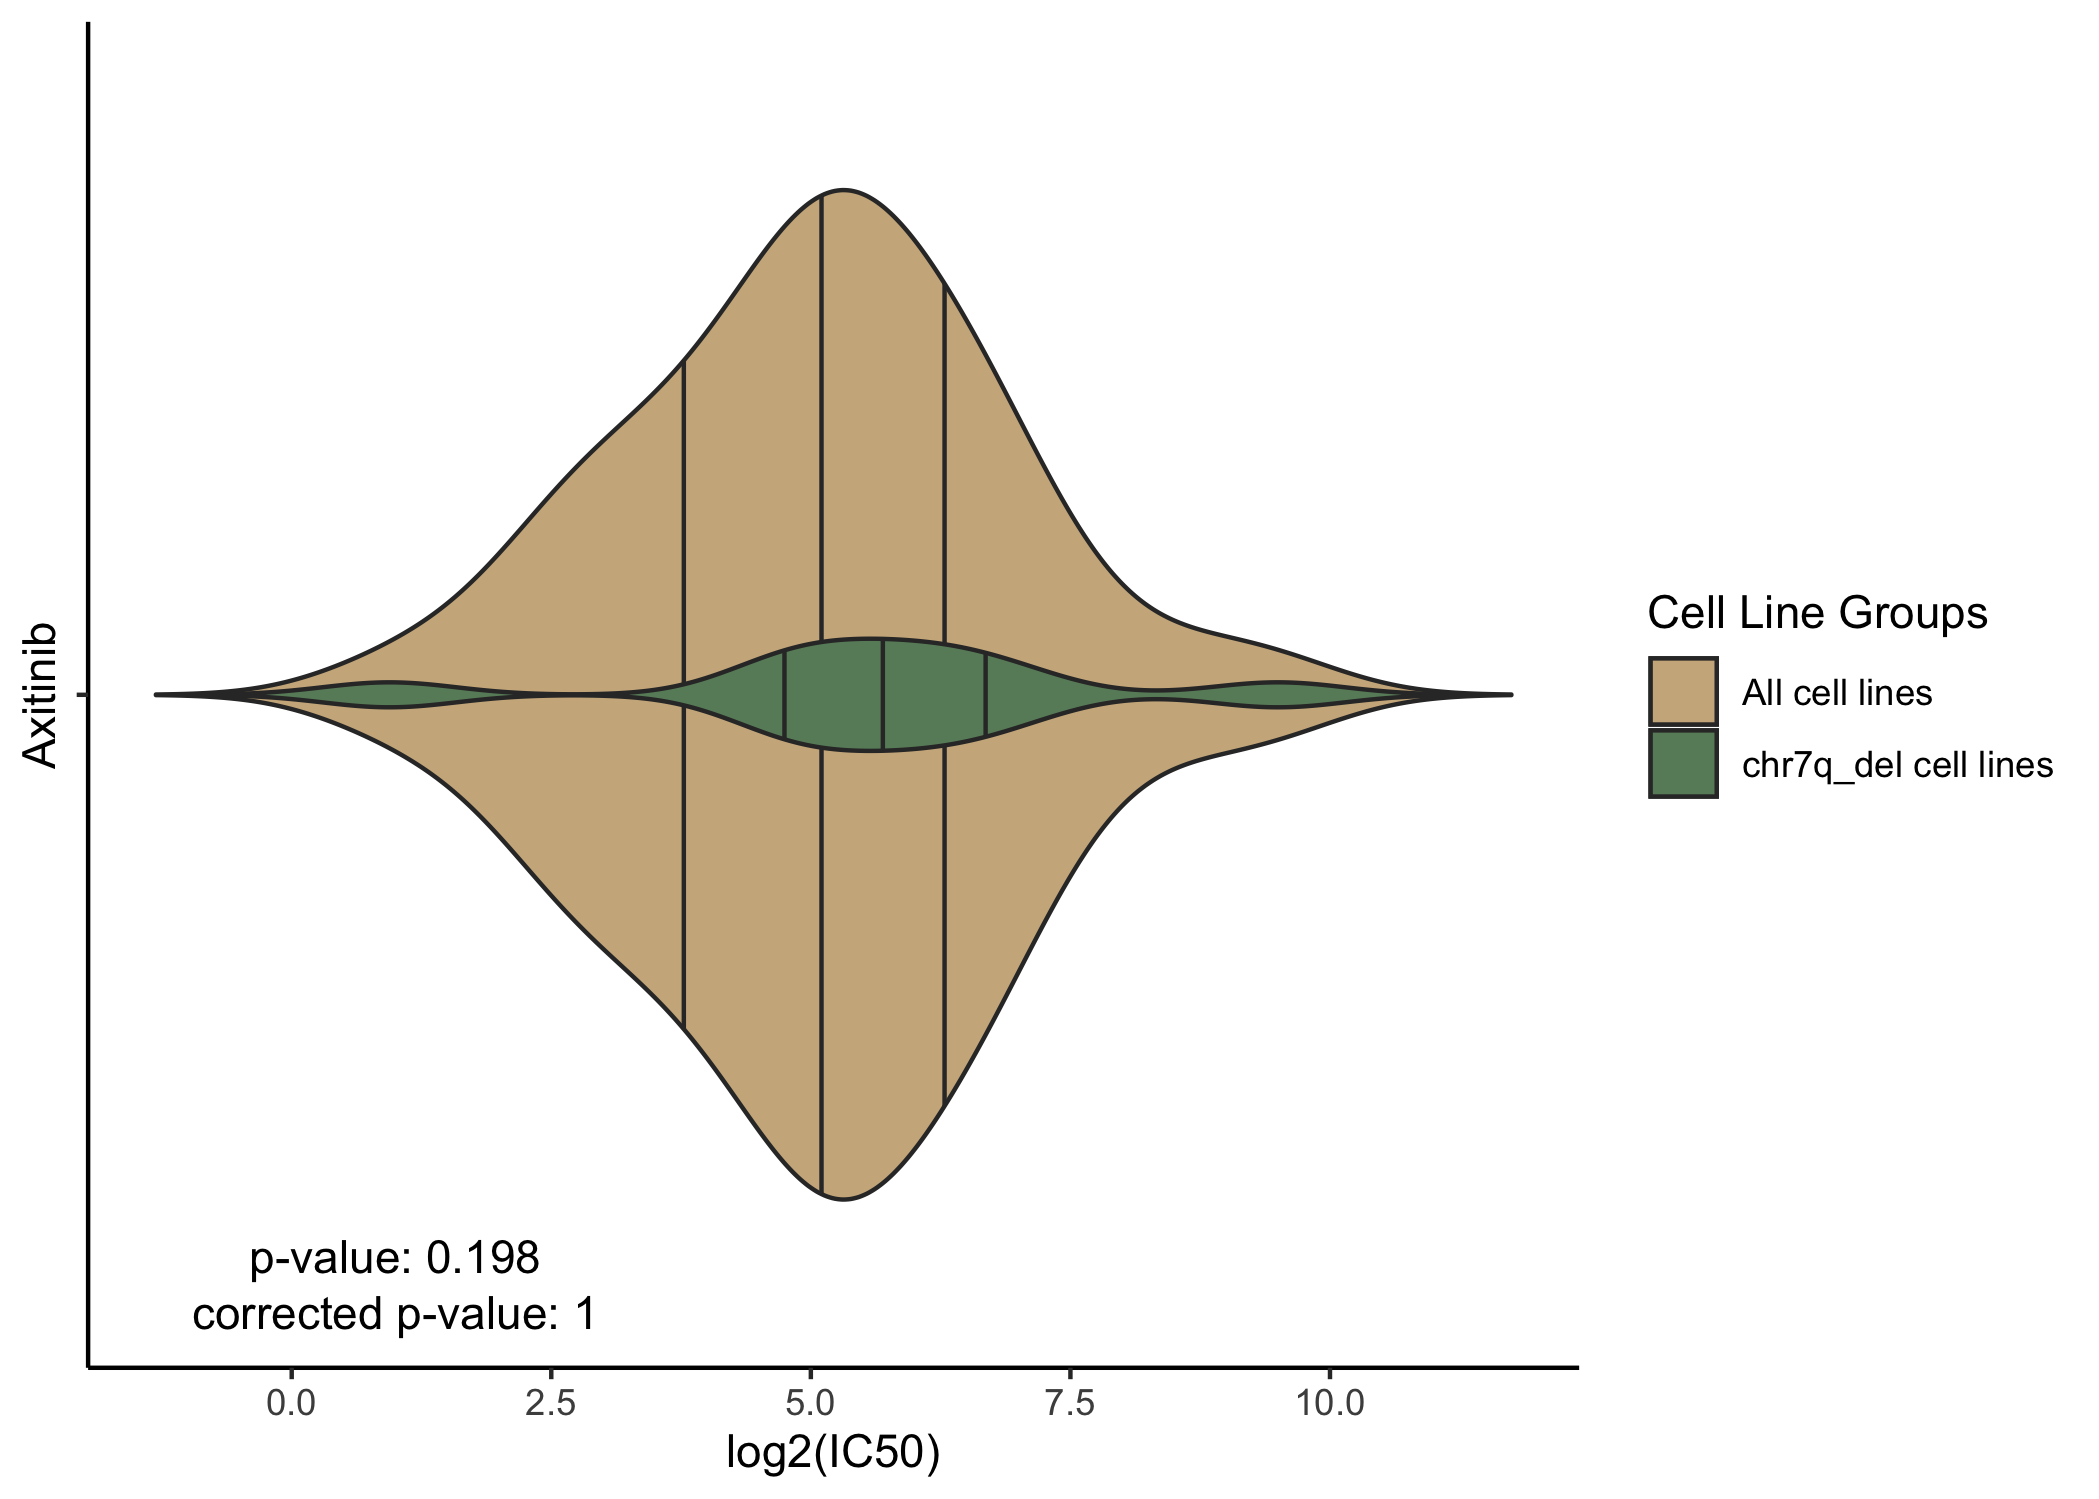 Axitinib
p-value: 0.198
corrected p-value: 1
0.0 2.5 5.0 7.5 10.0
log2(IC50)
Cell Line Groups
All cell lines
chr7q_del cell lines